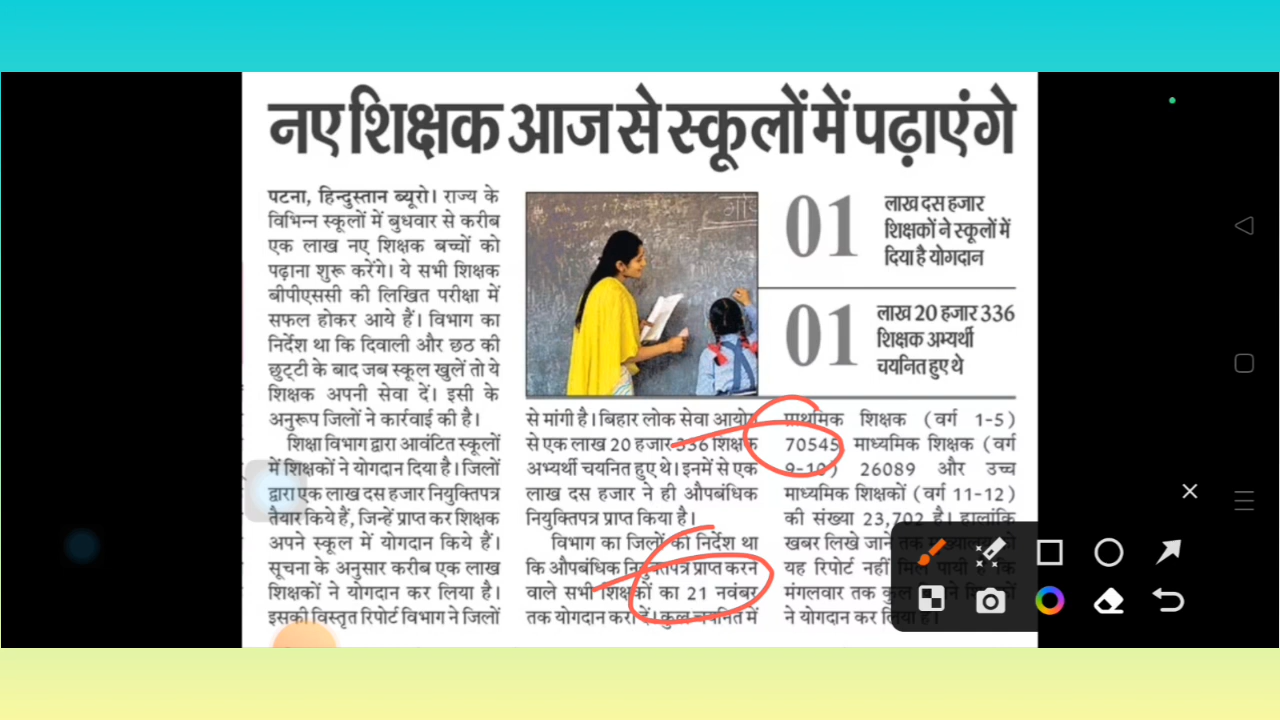 नए शिक्षक आज से स्कूलों में पढ़ाएंगे
पटना, हिन्दुस्तान ब्यूरो। राज्य के
विभिन्न स्कूलों में बुधवार से करीब
एक लाख नए शिक्षक बच्चों को
पढ़ाना शुरू करेंगे। ये सभी शिक्षक
बीपीएससी की लिखित परीक्षा में
सफल होकर आये हैं। विभाग का
निर्देश था कि दिवाली और छठ की
छुट्टी के बाद जब स्कूल खुलें तो ये
शिक्षक अपनी सेवा दें। इसी के
अनुरूप जिलों ने कार्रवाई की है।
शिक्षा विभाग द्वारा आवंटित स्कूलों
में शिक्षकों ने योगदान दिया है। जिलों
द्वारा एक लाख दस हजार नियुक्तिपत्र
तैयार किये हैं, जिन्हें प्राप्त कर शिक्षक
अपने स्कूल में योगदान किये हैं।
सूचना के अनुसार करीब एक लाख
शिक्षकों ने योगदान कर लिया है।
इसकी विस्तृत रिपोर्ट विभाग ने जिलों
01
लाख दस हजार
शिक्षकों ने स्कूलों में
दिया है योगदान
01
लाख 20 हजार 336
शिक्षक अभ्यर्थी
चयनित हुए थे
से मांगी है। बिहार लोक सेवा आयोग
से एक लाख 20 हजार 336 शिक्षक
अभ्यर्थी चयनित हुए थे। इनमें से एक
लाख दस हजार ने ही औपबंधिक
नियुक्तिपत्र प्राप्त किया है।
विभाग का जिलों को निर्देश था
कि औपबंधिक नियुक्तिपत्र प्राप्त करने
वाले सभी शिक्षकों का 21 नवंबर
तक योगदान करा दें। कुल चयनित में
प्राथमिक शिक्षक (वर्ग 1-5)
70545, माध्यमिक शिक्षक (वर्ग
9-10) 26089 और उच्च
माध्यमिक शिक्षकों (वर्ग 11-12)
की संख्या 23,702 है। हालांकि
खबर लिखे जाने तक मुख्यालय को
यह रिपोर्ट नहीं मिल पायी है कि
मंगलवार तक कुल
ने योगदान कर लिया है।